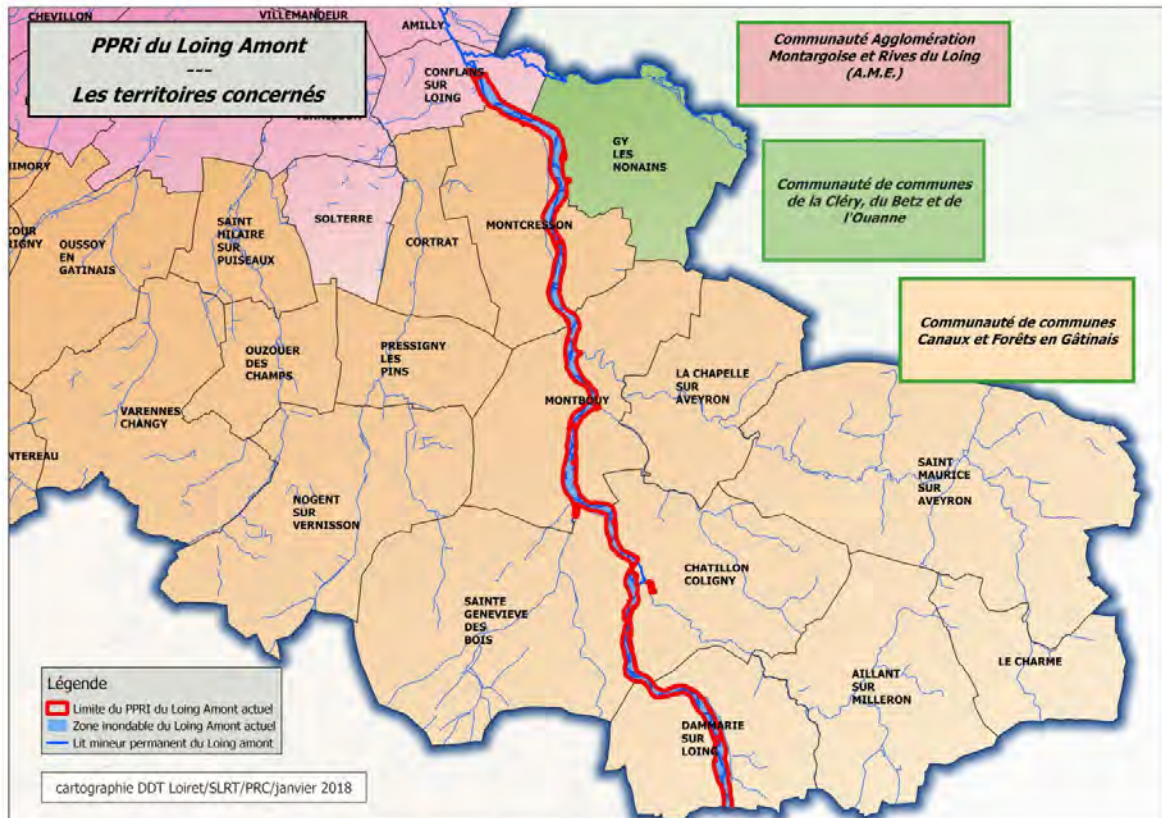 PPRi du Loing Amont
---
Les territoires concernés
Communauté Agglomération
Montargoise et Rives du Loing
(A.M.E.)
Communauté de communes
de la Cléry, du Betz et de
l'Ouanne
Communauté de communes
Canaux et Forêts en Gâtinais
CHEVILLON
VILLEMANDEUR
AMILLY
CONFLANS
SUR
LOING
GY
LES
NONAINS
IMORY
SOLTERRE
MONTCRESSON
COUR
RIGNY
OUSSOY
EN
GATINAIS
SAINT
HILAIRE
SUR
PUISEAUX
CORTRAT
OUZOUER
DES
CHAMPS
PRESSIGNY
LES
PINS
LA CHAPELLE
SUR
AVEYRON
MONTBOUY
VARENNES
CHANGY
NTEREAU
SAINT
MAURICE
SUR
AVEYRON
NOGENT
SUR
VERNISSON
CHATILLON
COLIGNY
SAINTE
GENEVIEVE
DES
BOIS
AILLANT
SUR
MILLERON
LE CHARME
DAMMARIE
SUR
LOING
Légende
Limite du PPRI du Loing Amont actuel
Zone inondable du Loing Amont actuel
Lit mineur permanent du Loing amont
cartographie DDT Loiret/SLRT/PRC/janvier 2018